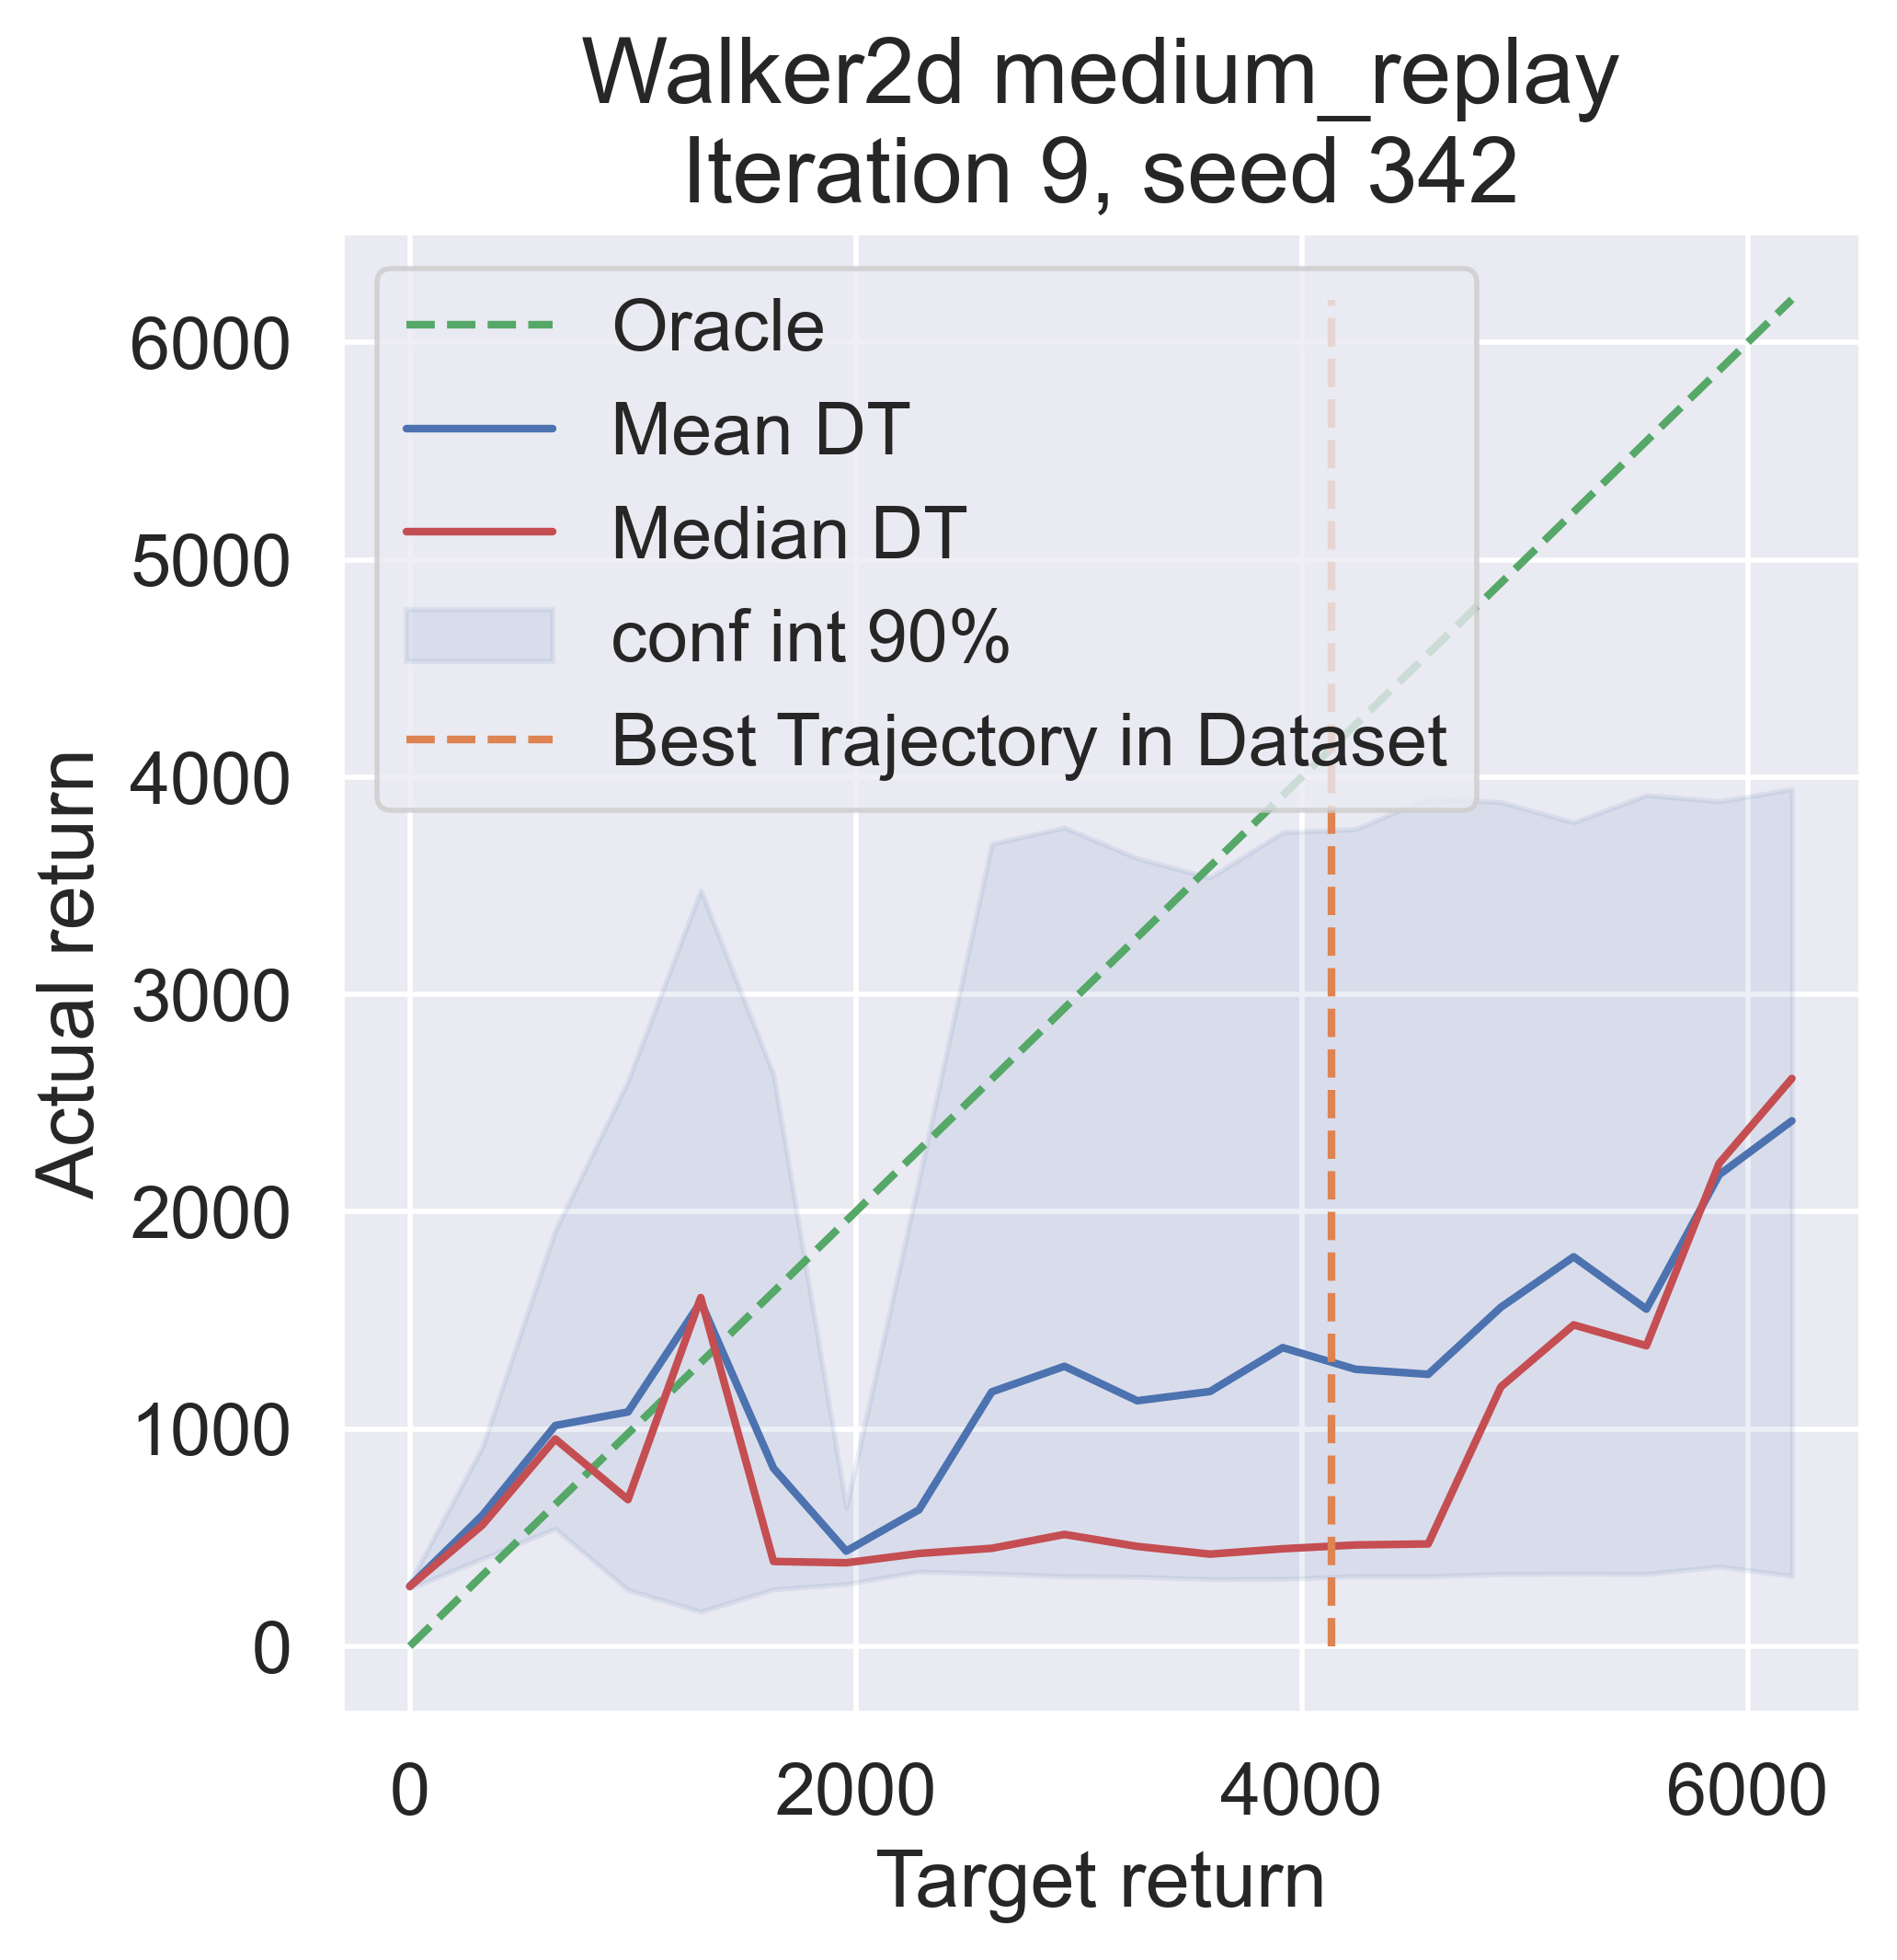 Walker2d medium_replay
Iteration 9, seed 342
Oracle
Mean DT
Median DT
conf int 90%
Best Trajectory in Dataset
Actual return
6000
5000
4000
3000
2000
1000
0
0 2000 4000 6000
Target return